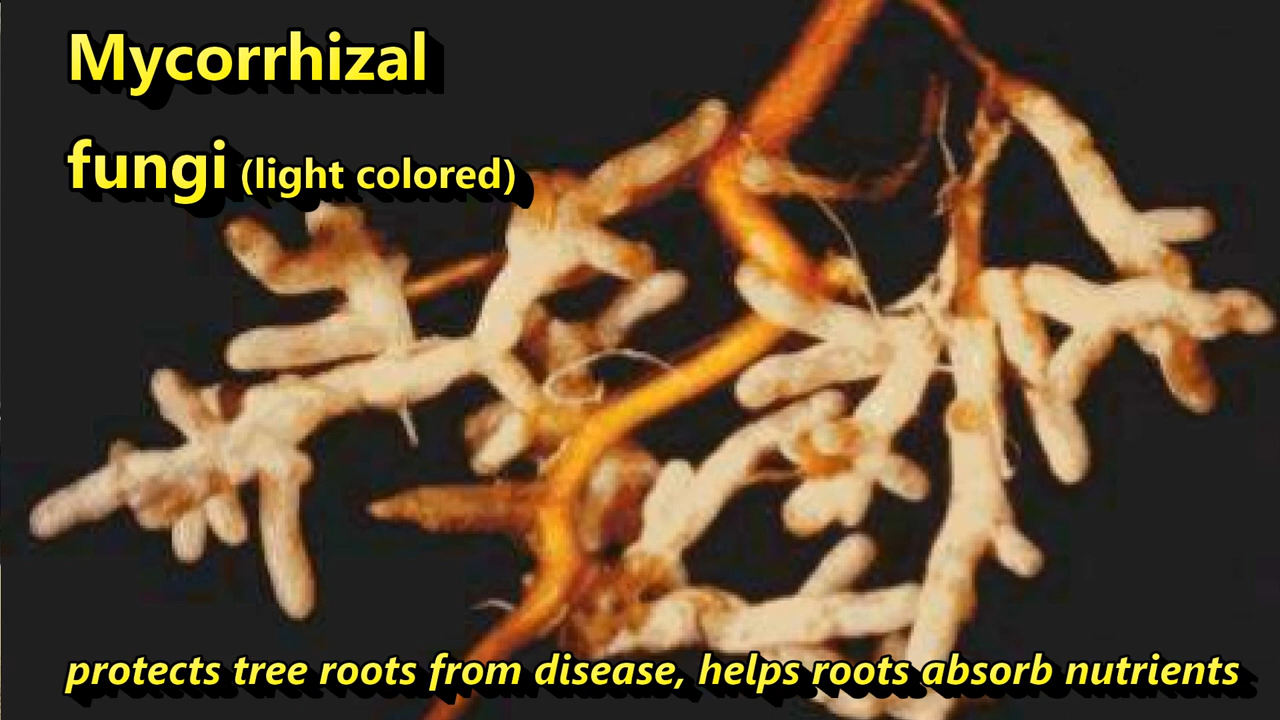 Mycorrhizal
fungi (light colored)
protects tree roots from disease, helps roots absorb nutrients